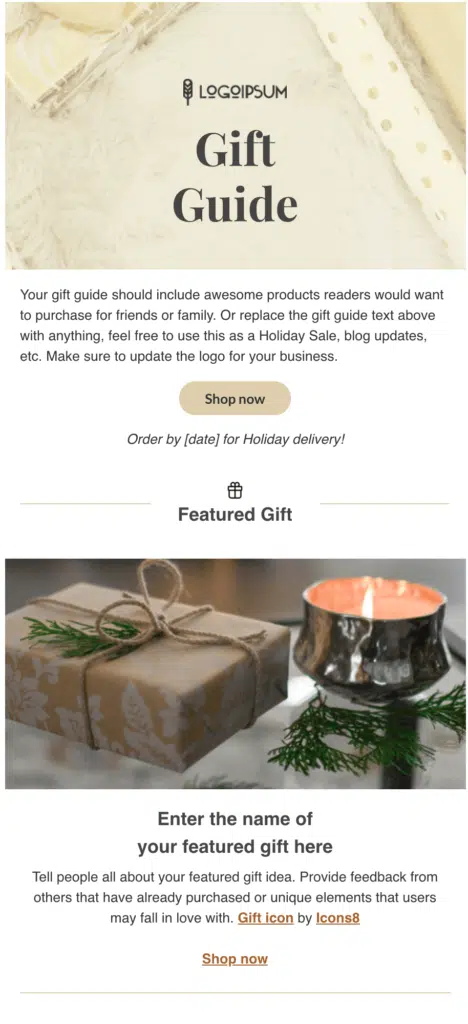 LOGOIPSUM
Gift
Guide
Your gift guide should include awesome products readers would want
to purchase for friends or family. Or replace the gift guide text above
with anything, feel free to use this as a Holiday Sale, blog updates,
etc. Make sure to update the logo for your business.
Shop now
Order by [date] for Holiday delivery!
Featured Gift
Enter the name of
your featured gift here
Tell people all about your featured gift idea. Provide feedback from
others that have already purchased or unique elements that users
may fall in love with. Gift icon by Icons8
Shop now